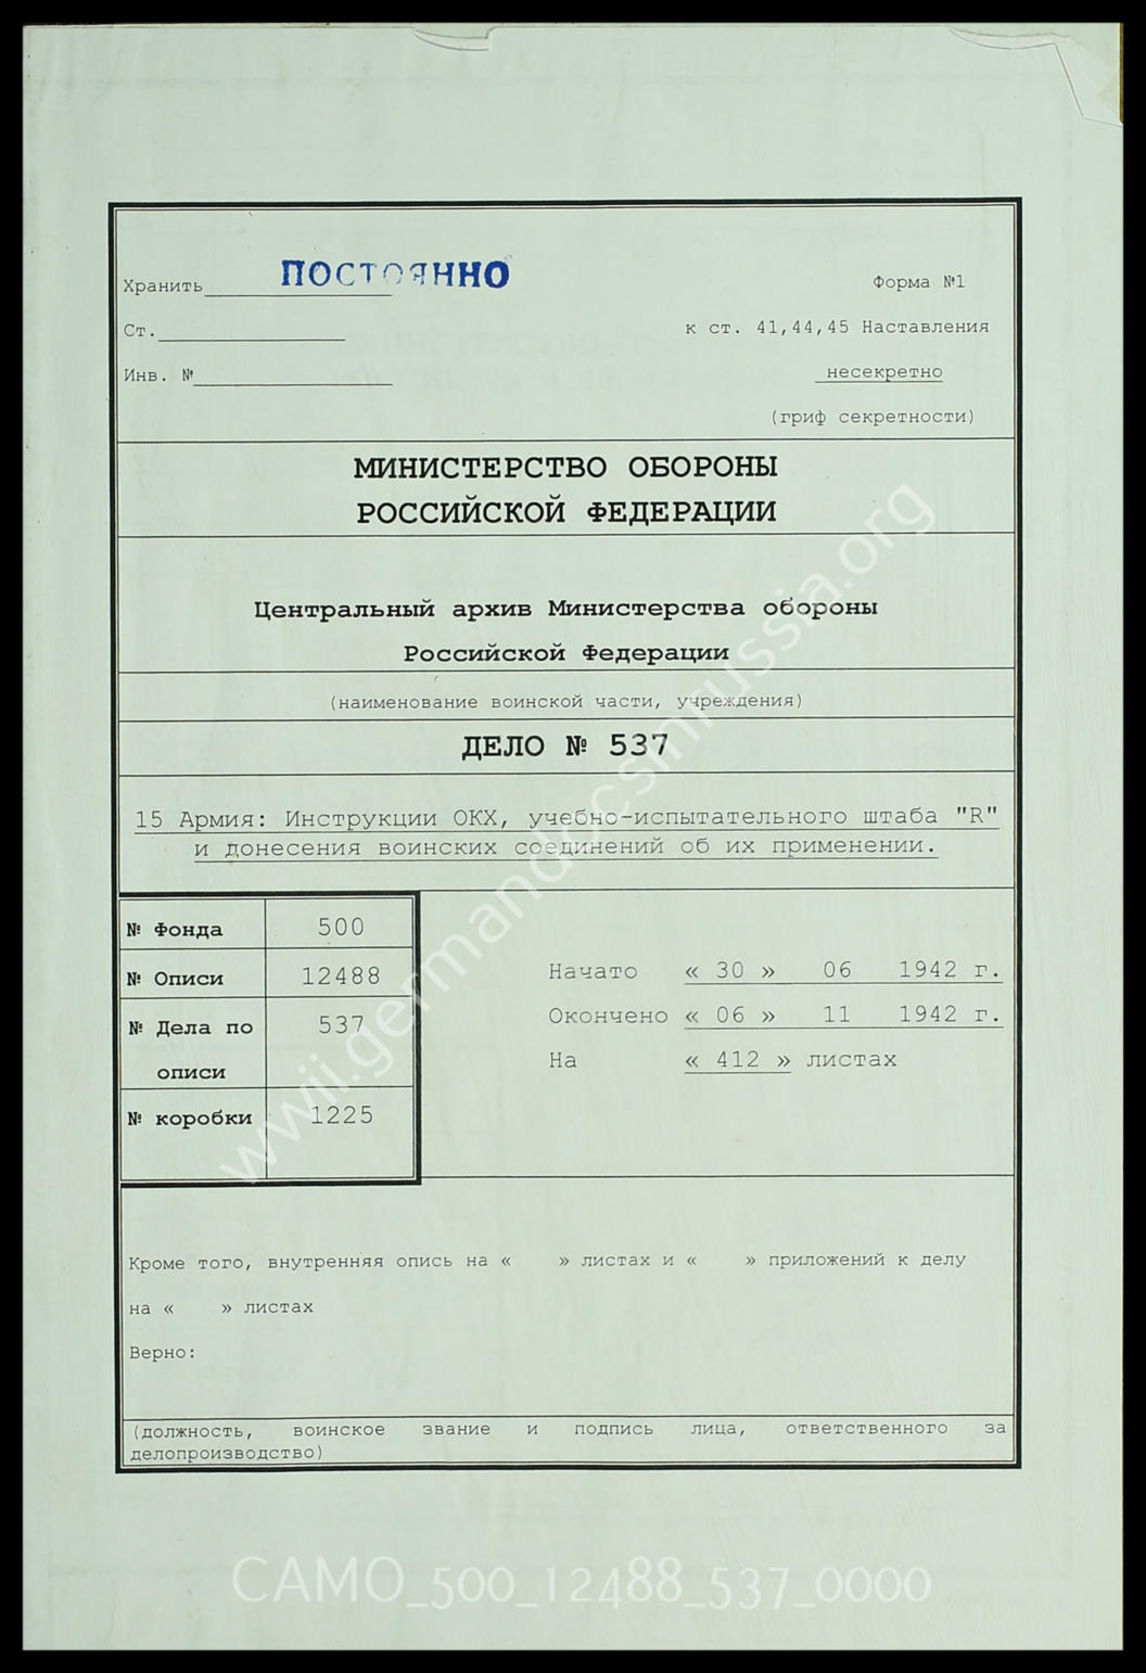 Хранить ПОСТОЯННО
Форма №1
Ст.
к ст. 41,44,45 Наставления
Инв. №
несекретно
(гриф секретности)
МИНИСТЕРСТВО ОБОРОНЫ
РОССИЙСКОЙ ФЕДЕРАЦИИ
Центральный архив Министерства обороны
Российской Федерации
(наименование воинской части, учреждения)
ДЕЛО № 537
15 Армия: Инструкции ОКХ, учебно-испытательного штаба "R"
и донесения воинских соединений об их применении.
№ Фонда 500
№ Описи 12488
№ Дела по 537
описи
№ коробки 1225
Начато « 30 » 06 1942 г.
Окончено « 06 » 11 1942 г.
На « 412 » листах
Кроме того, внутренняя опись на « » листах и « » приложений к делу
на « » листах
Верно:
(должность, воинское звание и подпись лица, ответственного за
делопроизводство)
wwii.germandocsinrussia.org
CAMO_500_12488_537_0000